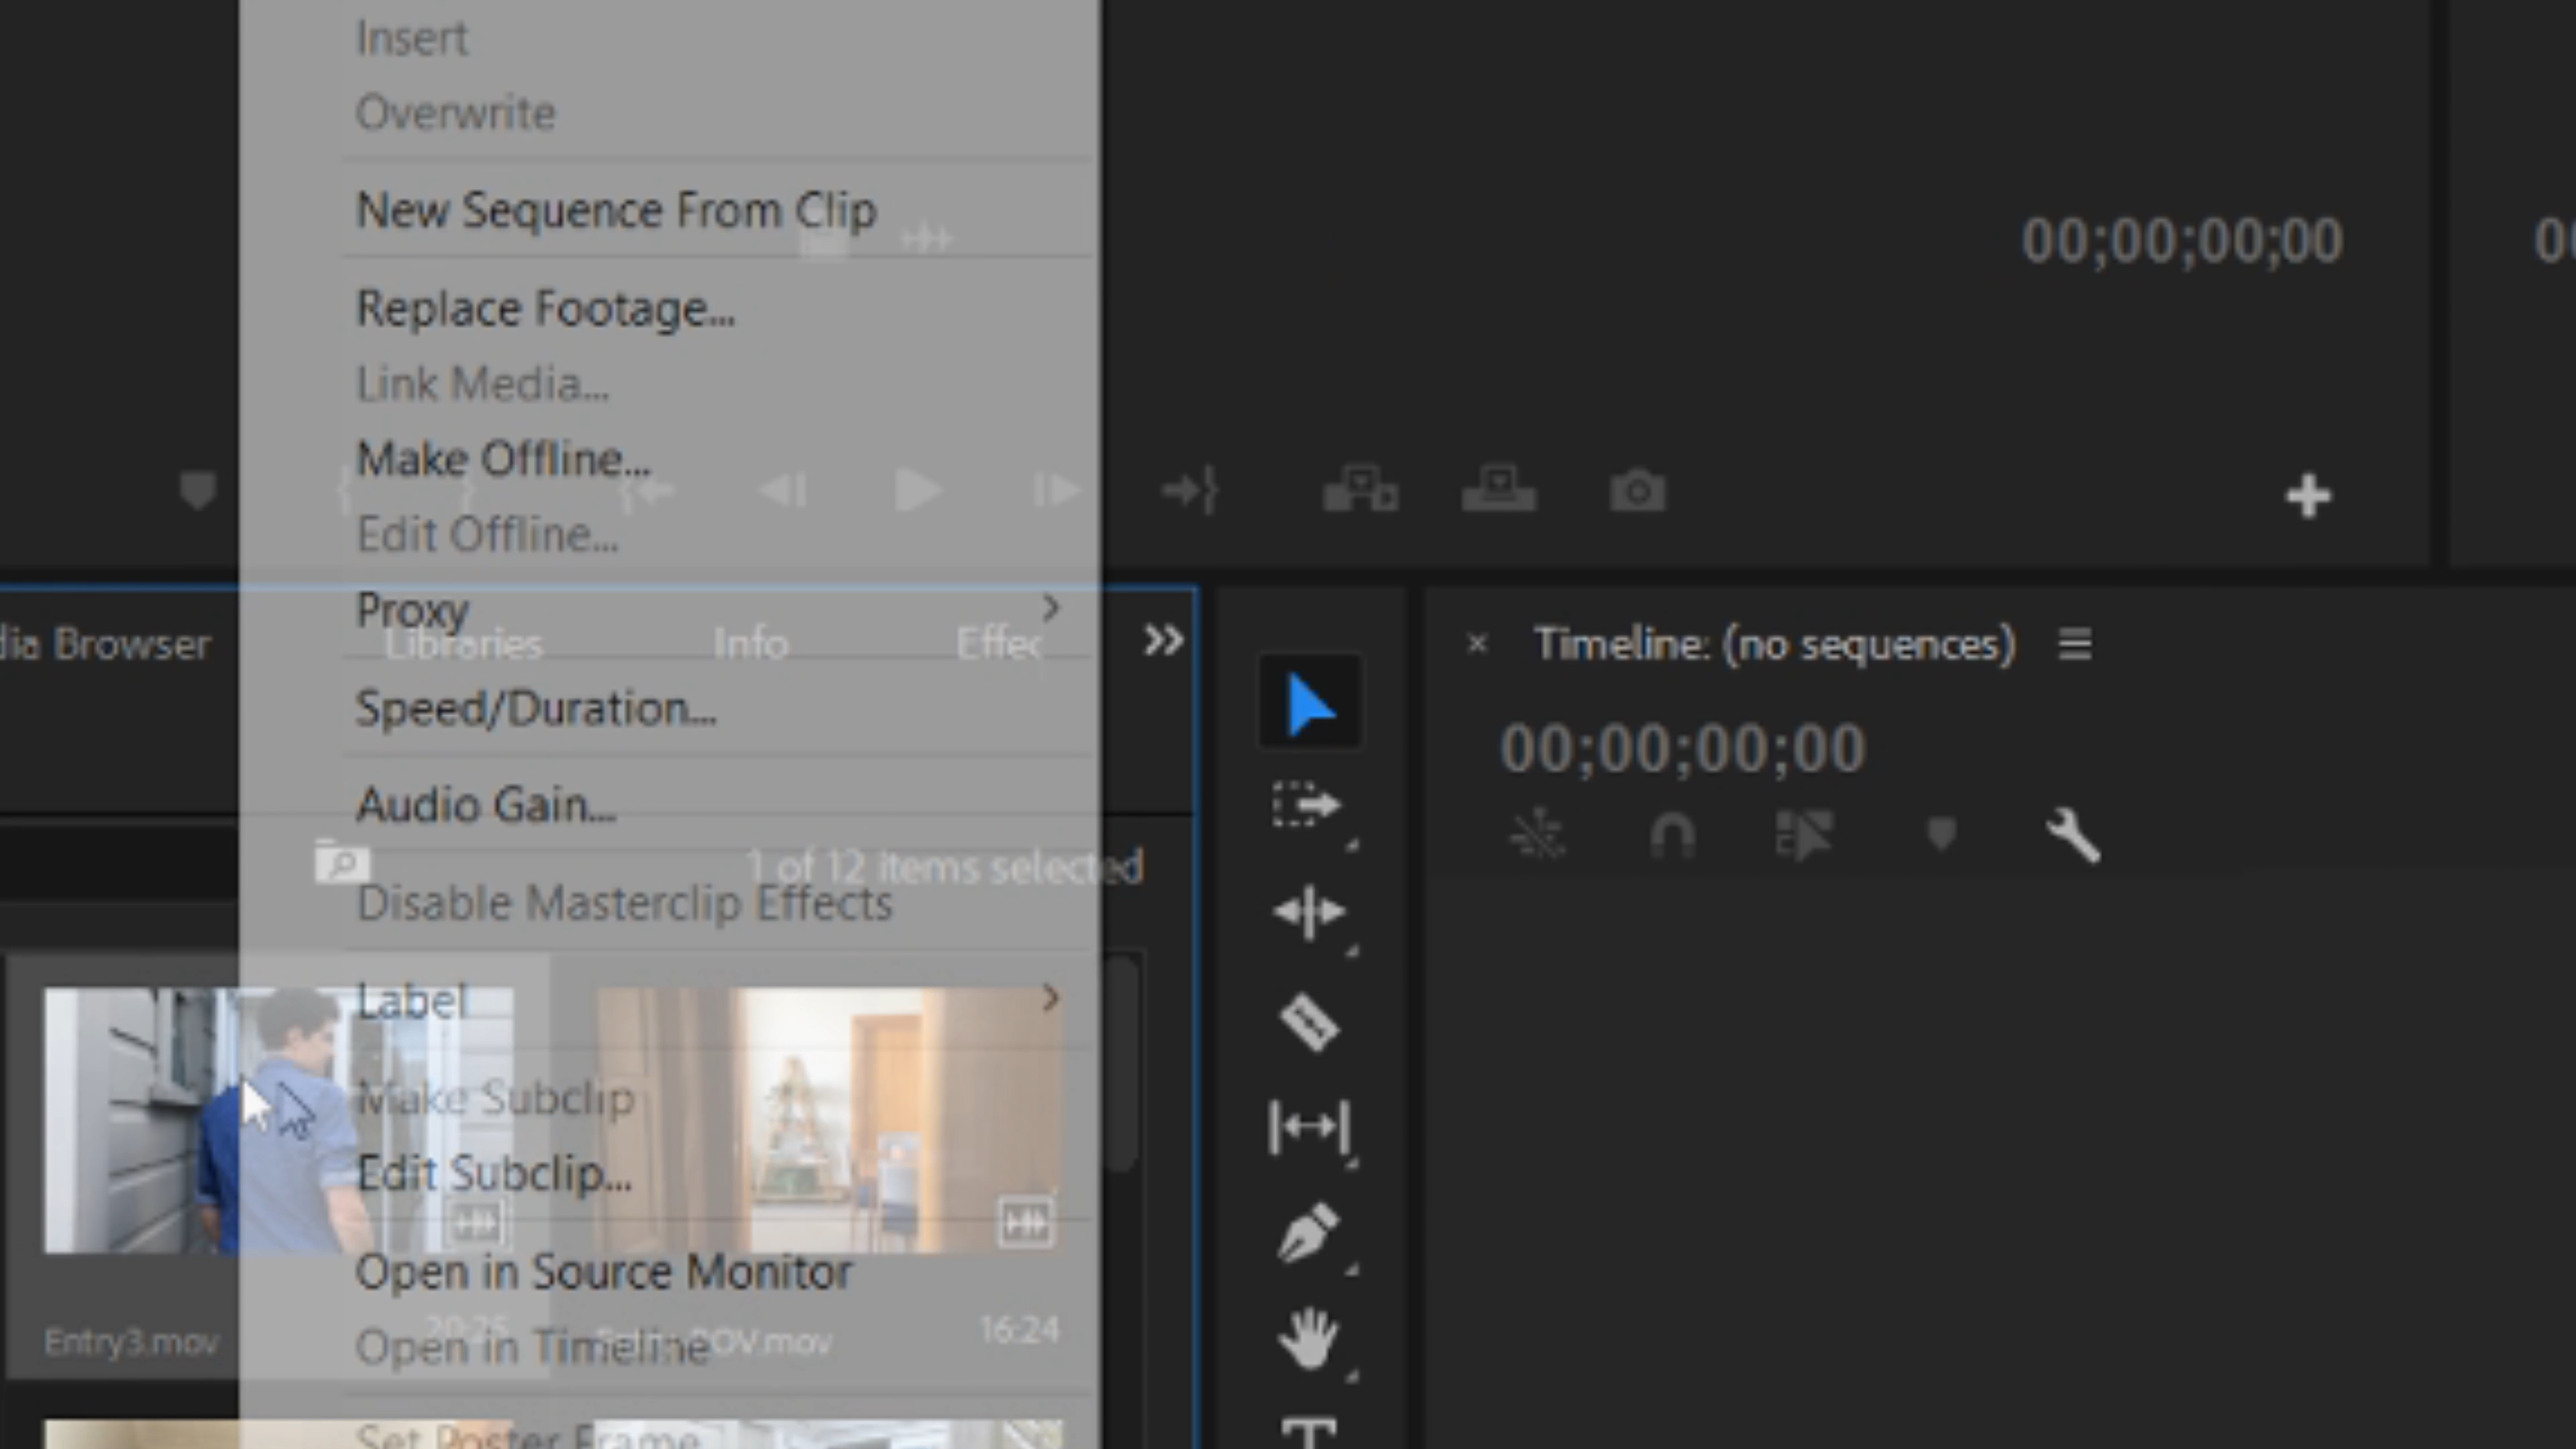 Insert
Overwrite
New Sequence From Clip
00;00;00;00
Replace Footage...
Link Media...
Make Offline...
Edit Offline...
Proxy
dia Browser
Libraries
Info
Effec
Timeline: (no sequences)
Speed/Duration...
00;00;00;00
Audio Gain...
1 of 12 items selected
Disable Masterclip Effects
Label
Make Subclip
Edit Subclip...
Open in Source Monitor
Entry3.mov
16:24
Open in Timeline
OV.mov
Set Poster Frame